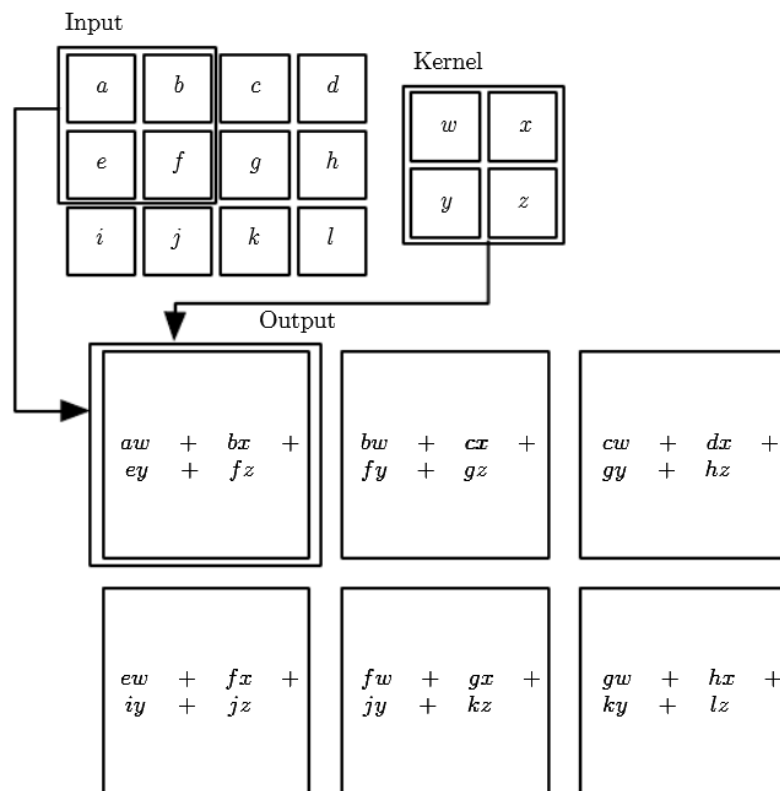 Input
a b c d
e f g h
i j k l
Kernel
w x
y z
Output
aw + bx +
ey + fz
bw + cx +
fy + gz
cw + dx +
gy + hz
ew + fx +
iy + jz
fw + gx +
jy + kz
gw + hx +
ky + lz